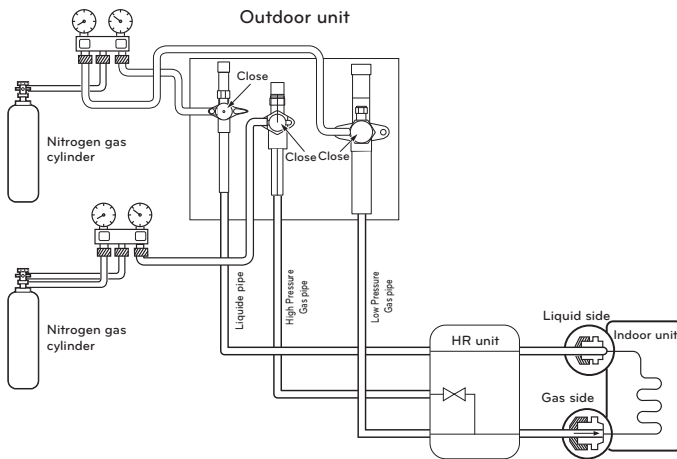 Outdoor unit
Close
Nitrogen gas
cylinder
Close
Close
Liquide pipe
High Pressure
Gas pipe
Low Pressure
Gas pipe
Nitrogen gas
cylinder
Liquid side
HR unit
Indoor unit
Gas side